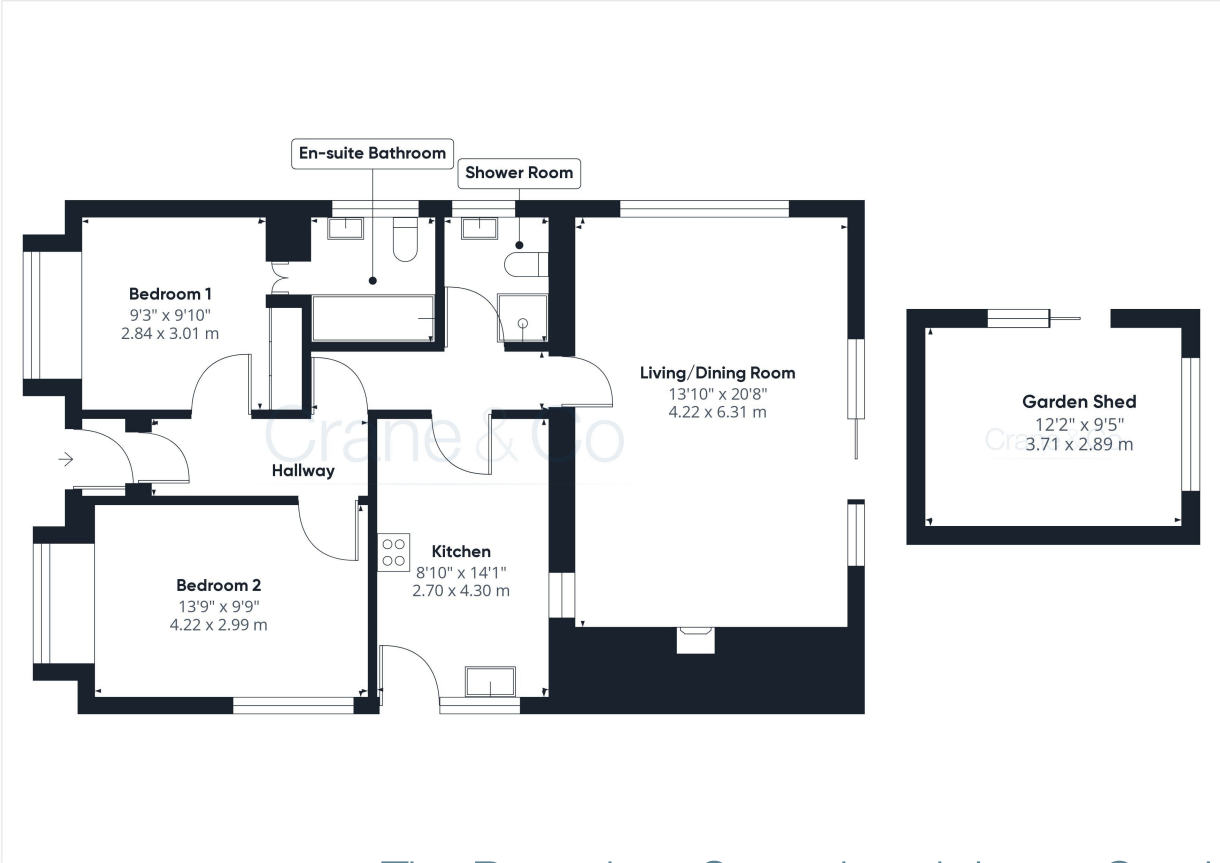 En-suite Bathroom
Shower Room
Bedroom 1
9'3" x 9'10"
2.84 x 3.01 m
Living/Dining Room
13'10" x 20'8"
4.22 x 6.31 m
Garden Shed
12'2" x 9'5"
3.71 x 2.89 m
Crane & Co
Hallway
Kitchen
8'10" x 14'1"
2.70 x 4.30 m
Bedroom 2
13'9" x 9'9"
4.22 x 2.99 m